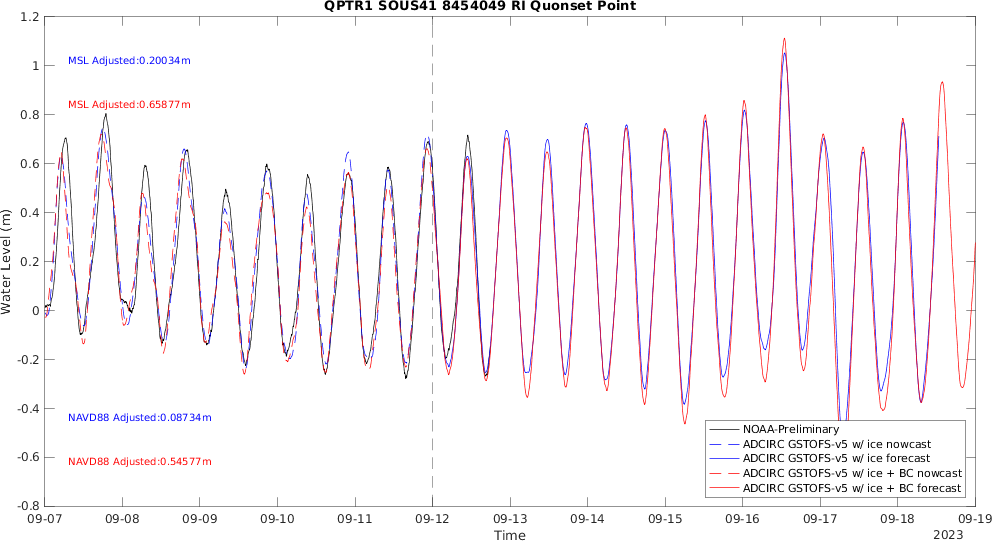 QPTR1 SOUS41 8454049 RI Quonset Point
1.2
1
0.8
0.6
0.4
0.2
0
-0.2
-0.4
-0.6
-0.8
Water Level (m)
MSL Adjusted:0.20034m
MSL Adjusted:0.65877m
NAVD88 Adjusted:0.08734m
NAVD88 Adjusted:0.54577m
NOAA-Preliminary
ADCIRC GSTOFS-v5 w/ ice nowcast
ADCIRC GSTOFS-v5 w/ ice forecast
ADCIRC GSTOFS-v5 w/ ice + BC nowcast
ADCIRC GSTOFS-v5 w/ ice + BC forecast
09-07 09-08 09-09 09-10 09-11 09-12 09-13 09-14 09-15 09-16 09-17 09-18 09-19
Time
2023